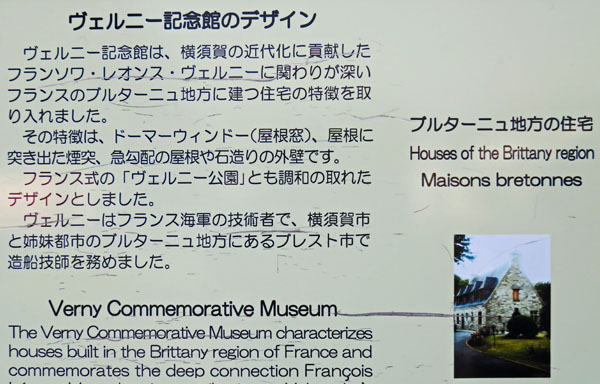 ヴェルニー記念館のデザイン
ヴェルニー記念館は、横須賀の近代化に貢献した
フランソワ・レオンス・ヴェルニーに関わりが深い
フランスのブルターニュ地方に建つ住宅の特徴を取
り入れました。
その特徴は、ドーマーウィンドー(屋根窓)、屋根に
突き出た煙突、急勾配の屋根や石造りの外壁です。
フランス式の「ヴェルニー公園」とも調和の取れた
デザインとしました。
ヴェルニーはフランス海軍の技術者で、横須賀市
と姉妹都市のブルターニュ地方にあるブレスト市で
造船技師を務めました。
Verny Commemorative Museum
The Verny Commemorative Museum characterizes
houses built in the Brittany region of France and
commemorates the deep connection François
ブルターニュ地方の住宅
Houses of the Brittany region
Maisons bretonnes